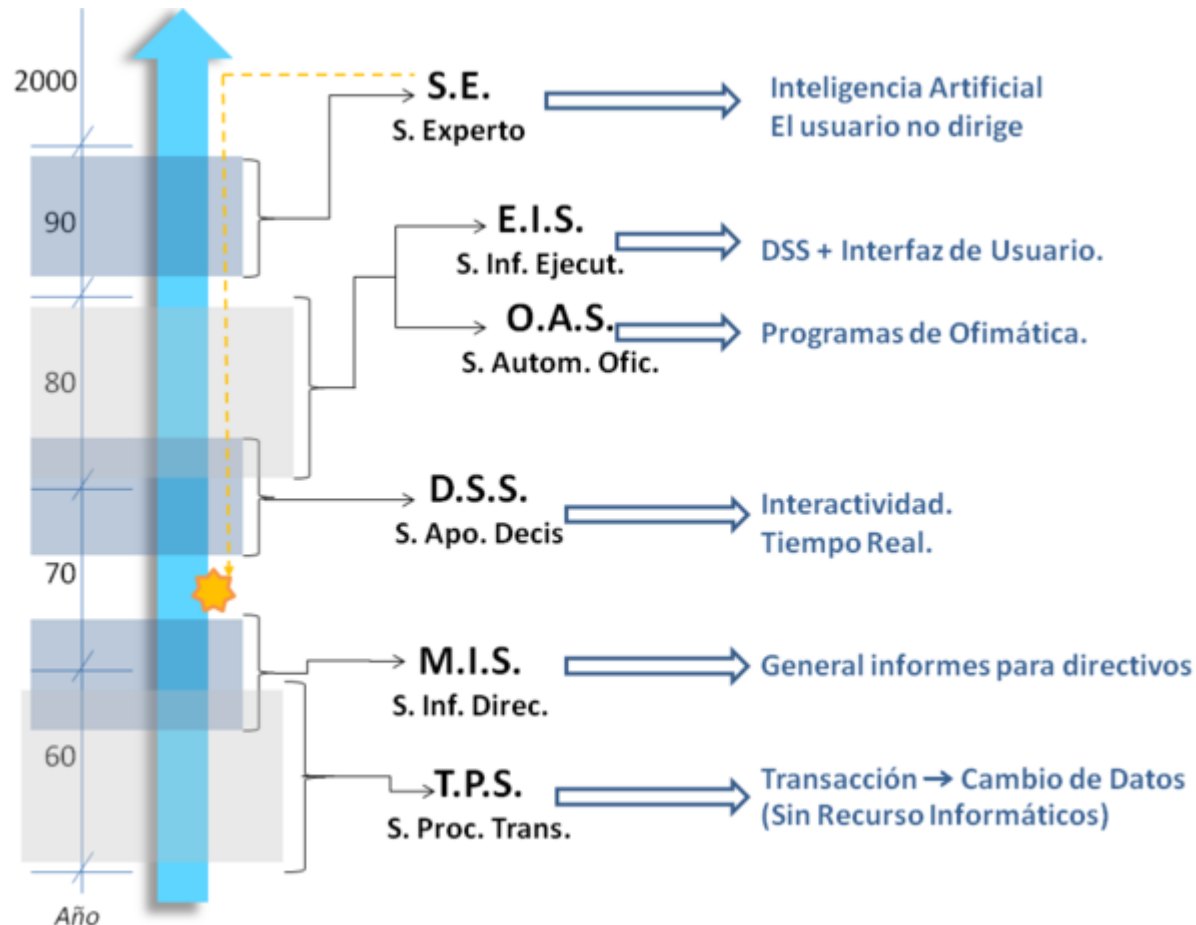 2000
S.E.
S. Experto
Inteligencia Artificial
El usuario no dirige
90
E.I.S.
S. Inf. Ejecut.
DSS + Interfaz de Usuario.
O.A.S.
S. Autom. Ofic.
Programas de Ofimática.
80
D.S.S.
S. Apo. Decis
Interactividad.
Tiempo Real.
70
M.I.S.
S. Inf. Direc.
General informes para directivos
60
T.P.S.
S. Proc. Trans.
Transacción → Cambio de Datos
(Sin Recurso Informáticos)
Año